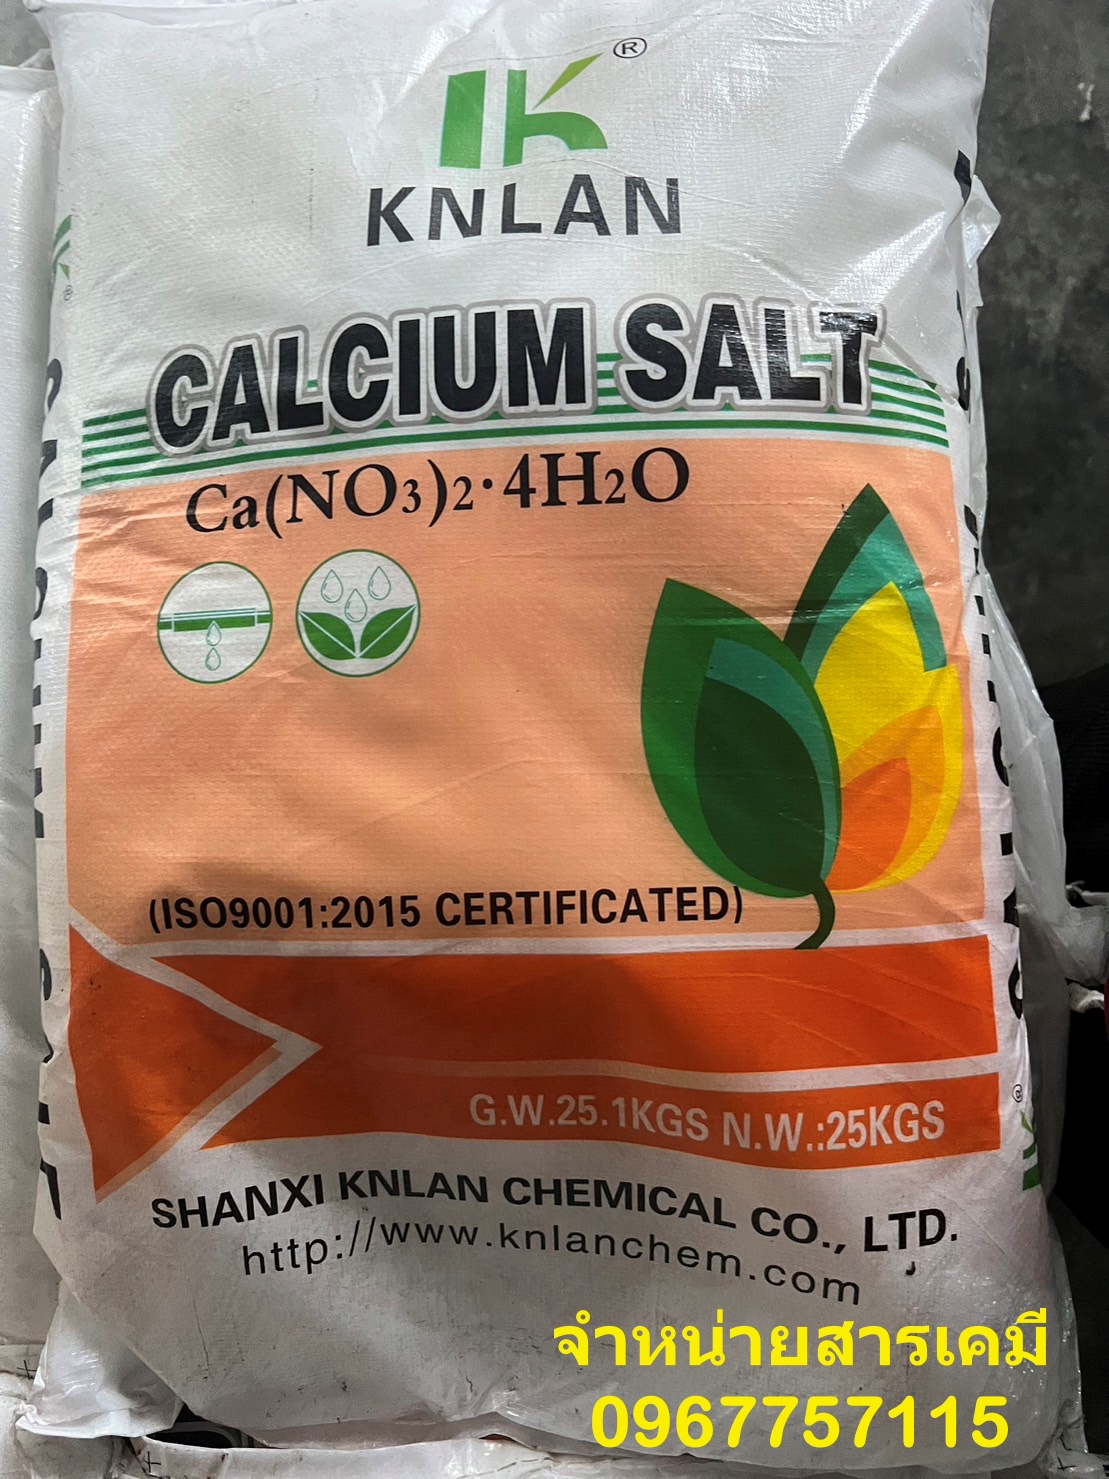 ®
KNLAN
CALCIUM SALT
Ca(NO3)2·4H2O
(ISO9001:2015 CERTIFICATED)
G.W.25.1KGS N.W.:25KGS
SHANXI KNLAN CHEMICAL CO., LTD.
http://www.knlanchem.com
จำหน่ายสารเคมี
0967757115